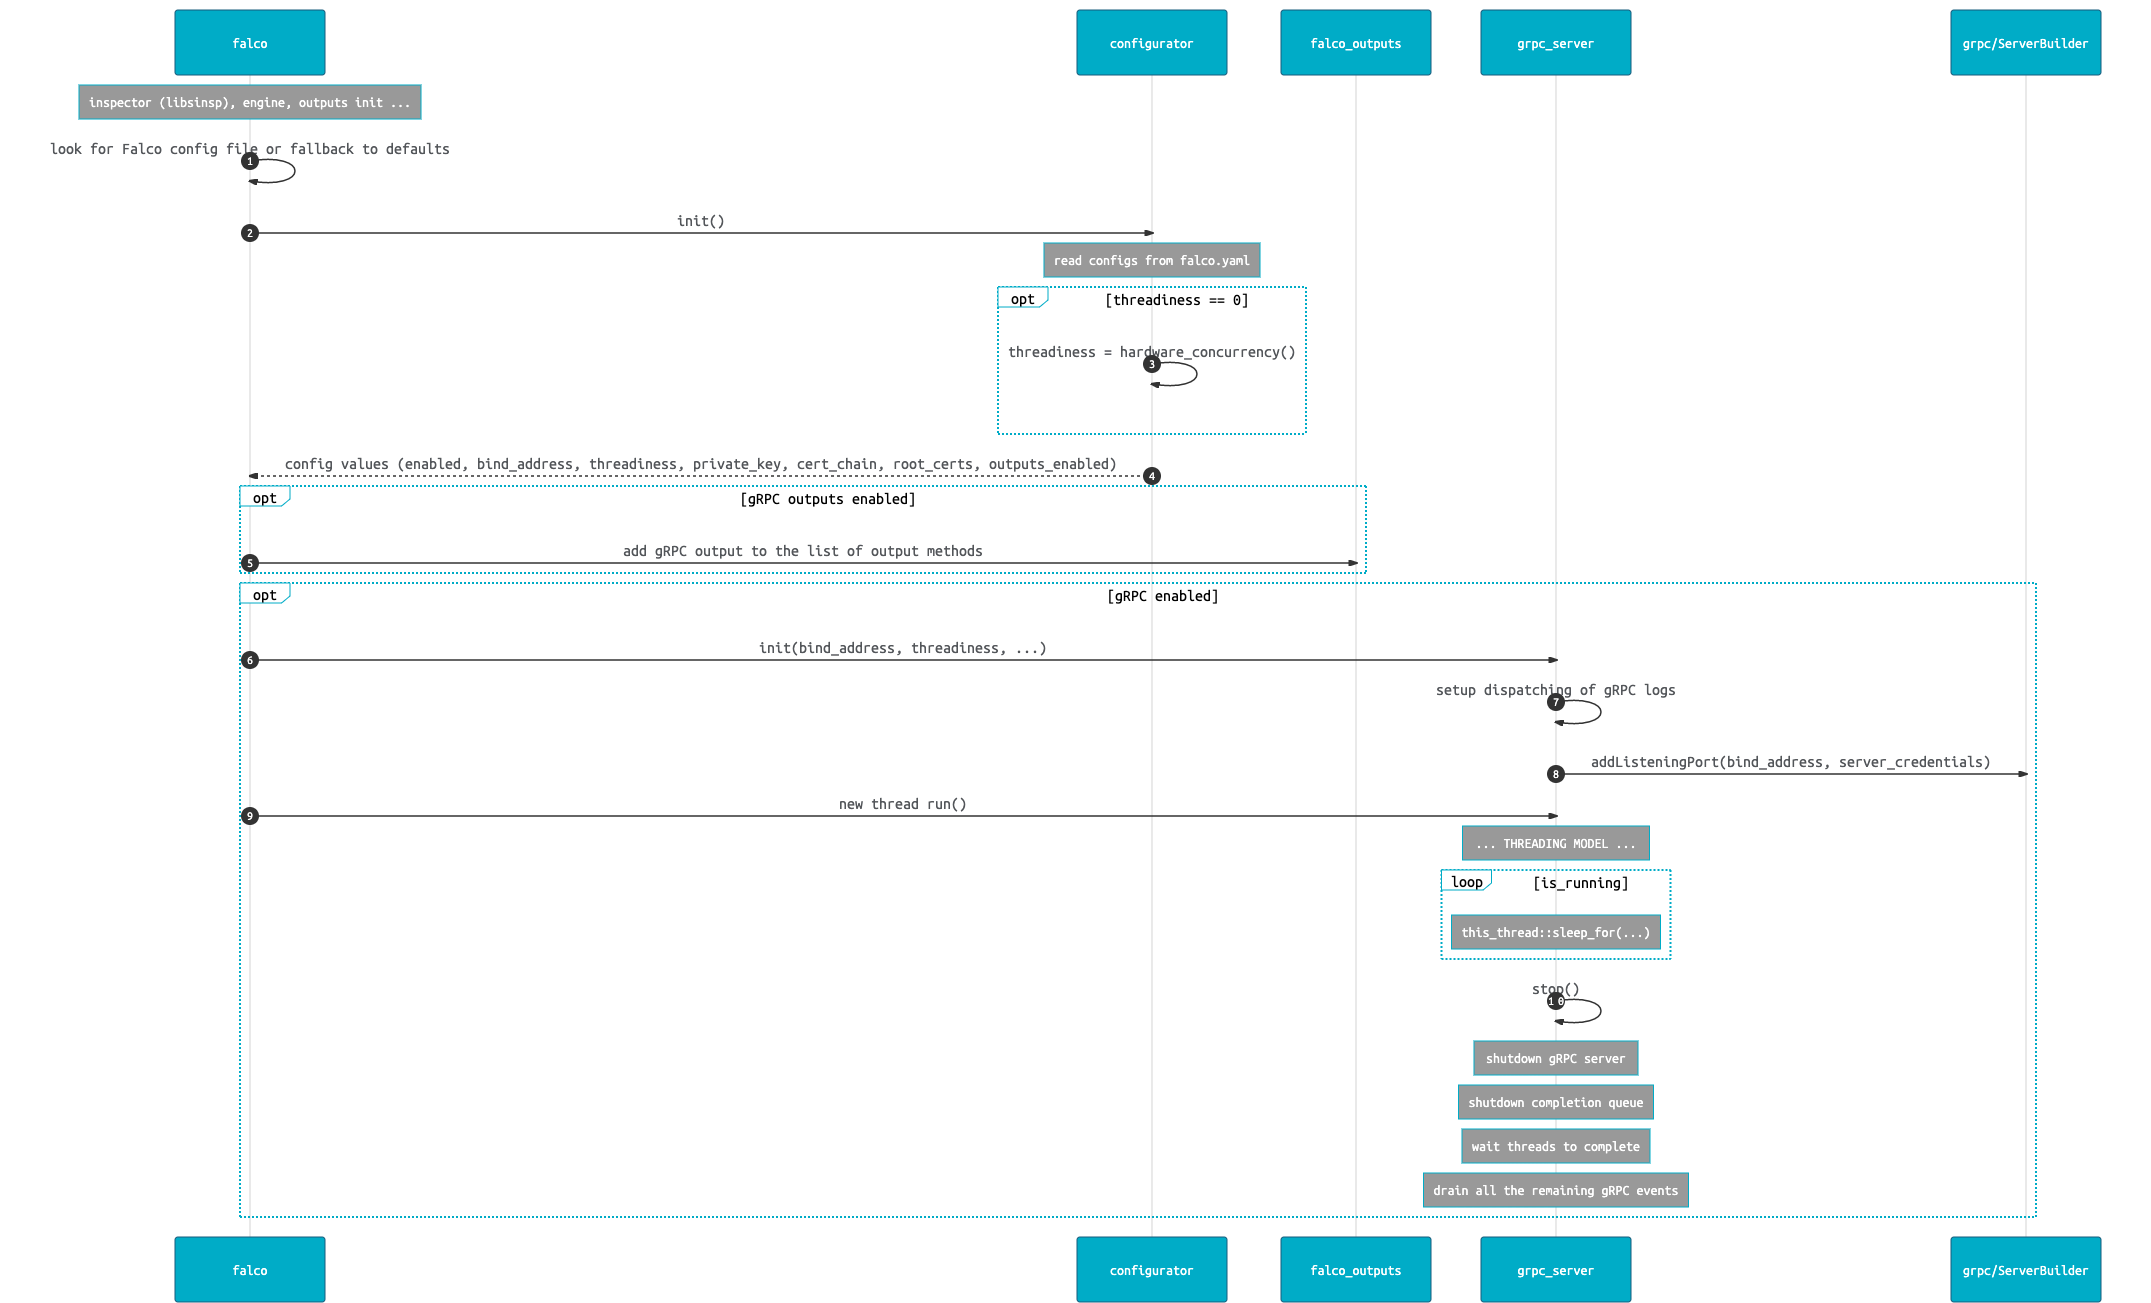 falco
configurator
falco_outputs
grpc_server
grpc/ServerBuilder
inspector (libsinsp), engine, outputs init ...
look for Falco config file or fallback to defaults
1
init()
2
read configs from falco.yaml
opt
[threadiness == 0]
threadiness = hardware_concurrency()
3
config values (enabled, bind_address, threadiness, private_key, cert_chain, root_certs, outputs_enabled)
4
opt
[gRPC outputs enabled]
add gRPC output to the list of output methods
5
opt
[gRPC enabled]
init(bind_address, threadiness, ...)
6
setup dispatching of gRPC logs
7
addListeningPort(bind_address, server_credentials)
8
new thread run()
9
... THREADING MODEL ...
loop
[is_running]
this_thread::sleep_for(...)
stop()
10
shutdown gRPC server
shutdown completion queue
wait threads to complete
drain all the remaining gRPC events
falco
configurator
falco_outputs
grpc_server
grpc/ServerBuilder